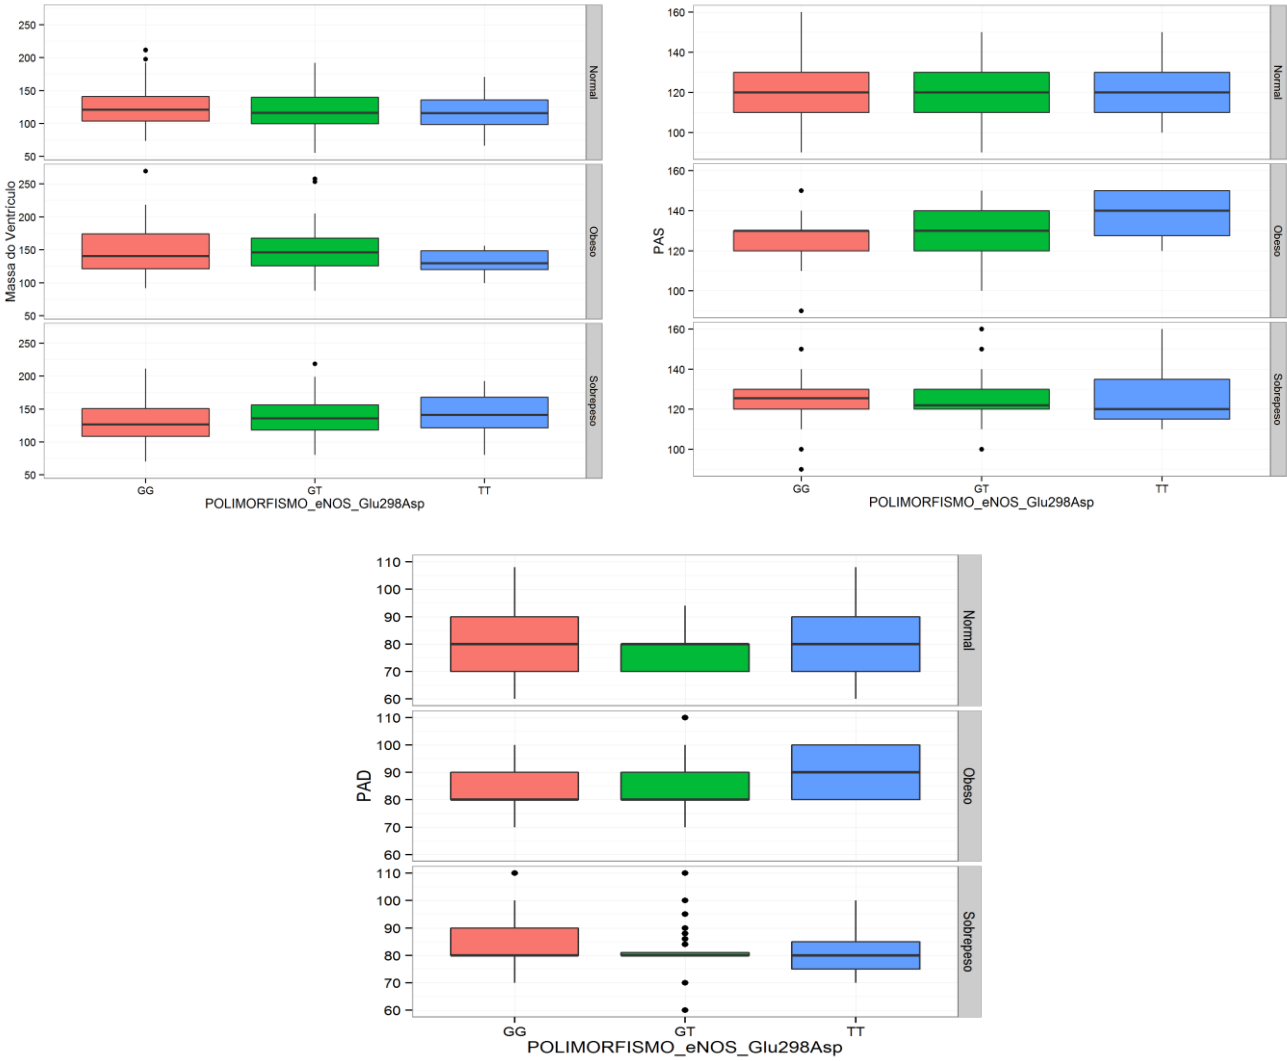 Massa do Ventrículo
250
200
150
100
50
Normal
250
200
150
100
50
Obeso
250
200
150
100
50
Sobrepeso
GG GT TT
POLIMORFISMO_eNOS_Glu298Asp
PAS
160
140
120
100
Normal
160
140
120
100
Obeso
160
140
120
100
Sobrepeso
GG GT TT
POLIMORFISMO_eNOS_Glu298Asp
PAD
110
100
90
80
70
60
Normal
110
100
90
80
70
60
Obeso
110
100
90
80
70
60
Sobrepeso
GG GT TT
POLIMORFISMO_eNOS_Glu298Asp